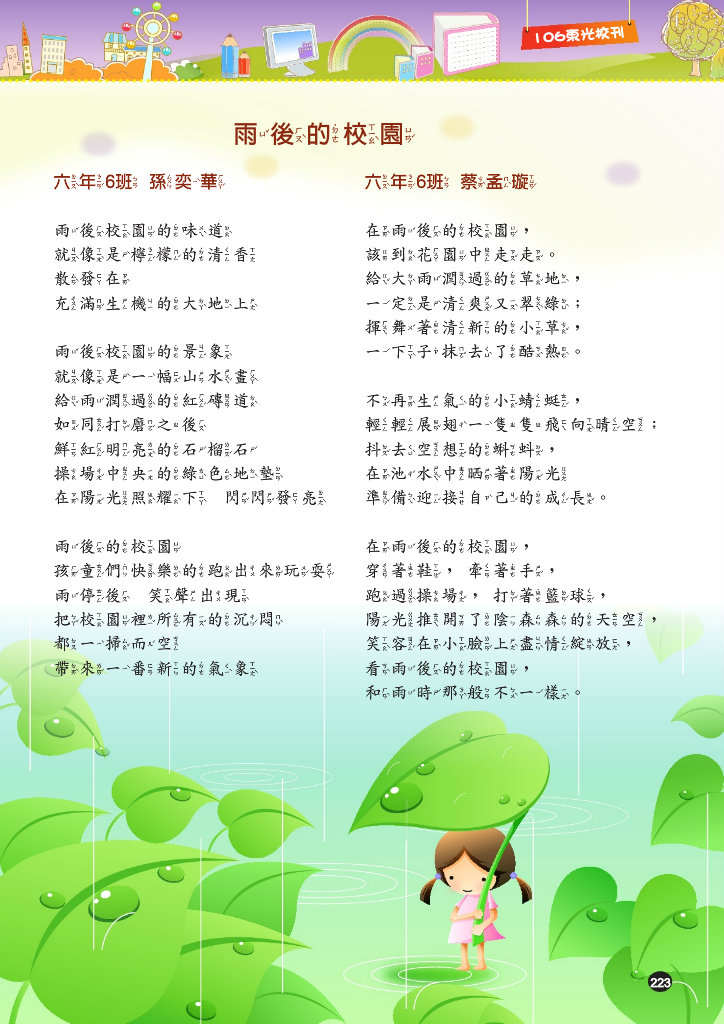 106東光校刊
雨後的校園
六年6班 孫奕華
雨後校園的味道
就像是檸檬的清香
散發在
充滿生機的大地上
雨後校園的景象
就像是一幅山水畫
給雨潤過的紅磚道
如同打磨之後
鮮紅明亮的石榴石
操場中央的綠色地墊
在陽光照耀下 閃閃發亮
雨後的校園
孩童們快樂的跑出來玩耍
雨停後 笑聲出現
把校園裡所有的沉悶
都一掃而空
帶來一番新的氣象
六年6班 蔡孟璇
在雨後的校園，
該到花園中走走。
給大雨潤過的草地，
一定是清爽又翠綠；
揮舞著清新的小草，
一下子抹去了酷熱。
不再生氣的小蜻蜓，
輕輕展翅一隻隻飛向晴空；
抖去空想的蝌蚪，
在池水中晒著陽光
準備迎接自己的成長。
在雨後的校園，
穿著鞋，牽著手，
跑過操場，打著籃球，
陽光推開了陰森森的天空，
笑容在小臉上盡情綻放，
看雨後的校園，
和雨時那般不一樣。
223